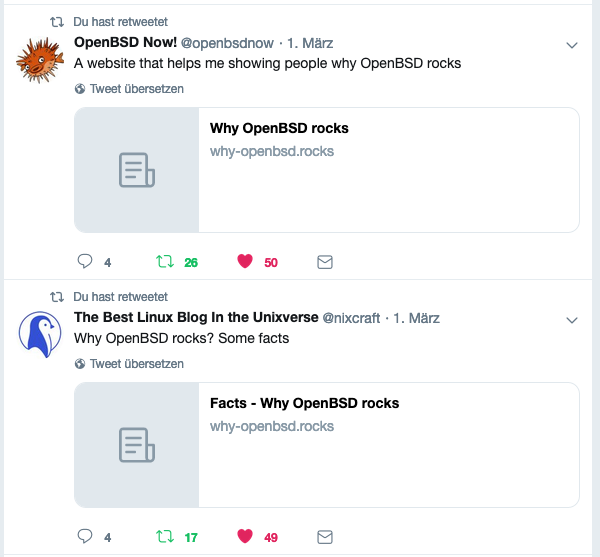 Du hast retweetet
OpenBSD Now! @openbsdnow · 1. März
A website that helps me showing people why OpenBSD rocks
Tweet übersetzen
Why OpenBSD rocks
why-openbsd.rocks
4 26 50
Du hast retweetet
The Best Linux Blog In the Unixverse @nixcraft · 1. März
Why OpenBSD rocks? Some facts
Tweet übersetzen
Facts - Why OpenBSD rocks
why-openbsd.rocks
4 17 49